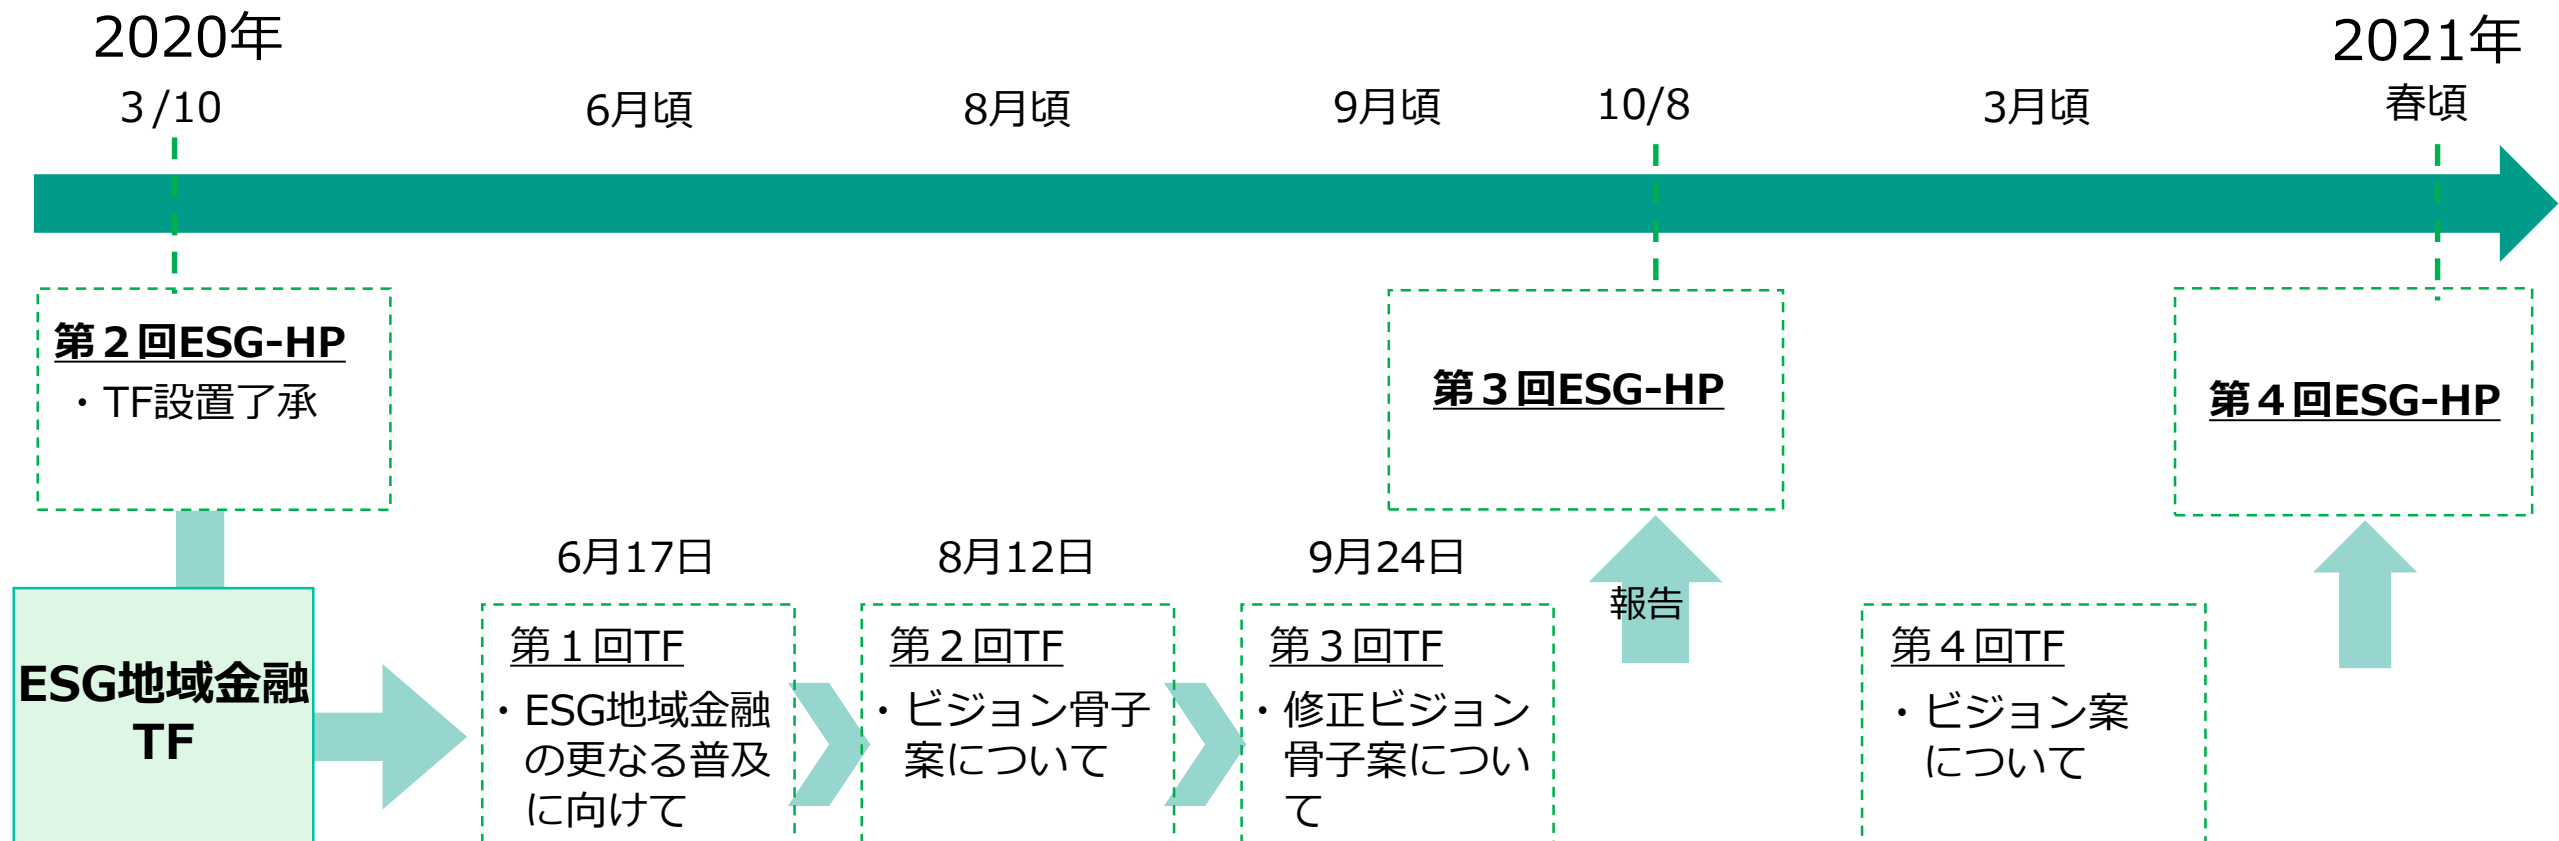 2020年
2021年
3/10
6月頃
8月頃
9月頃
10/8
3月頃
春頃
第２回ESG-HP
・TF設置了承
第３回ESG-HP
第４回ESG-HP
6月17日
8月12日
9月24日
報告
ESG地域金融
TF
第１回TF
・ESG地域金融
の更なる普及
に向けて
第２回TF
・ビジョン骨子
案について
第３回TF
・修正ビジョン
骨子案につい
て
第４回TF
・ビジョン案
について